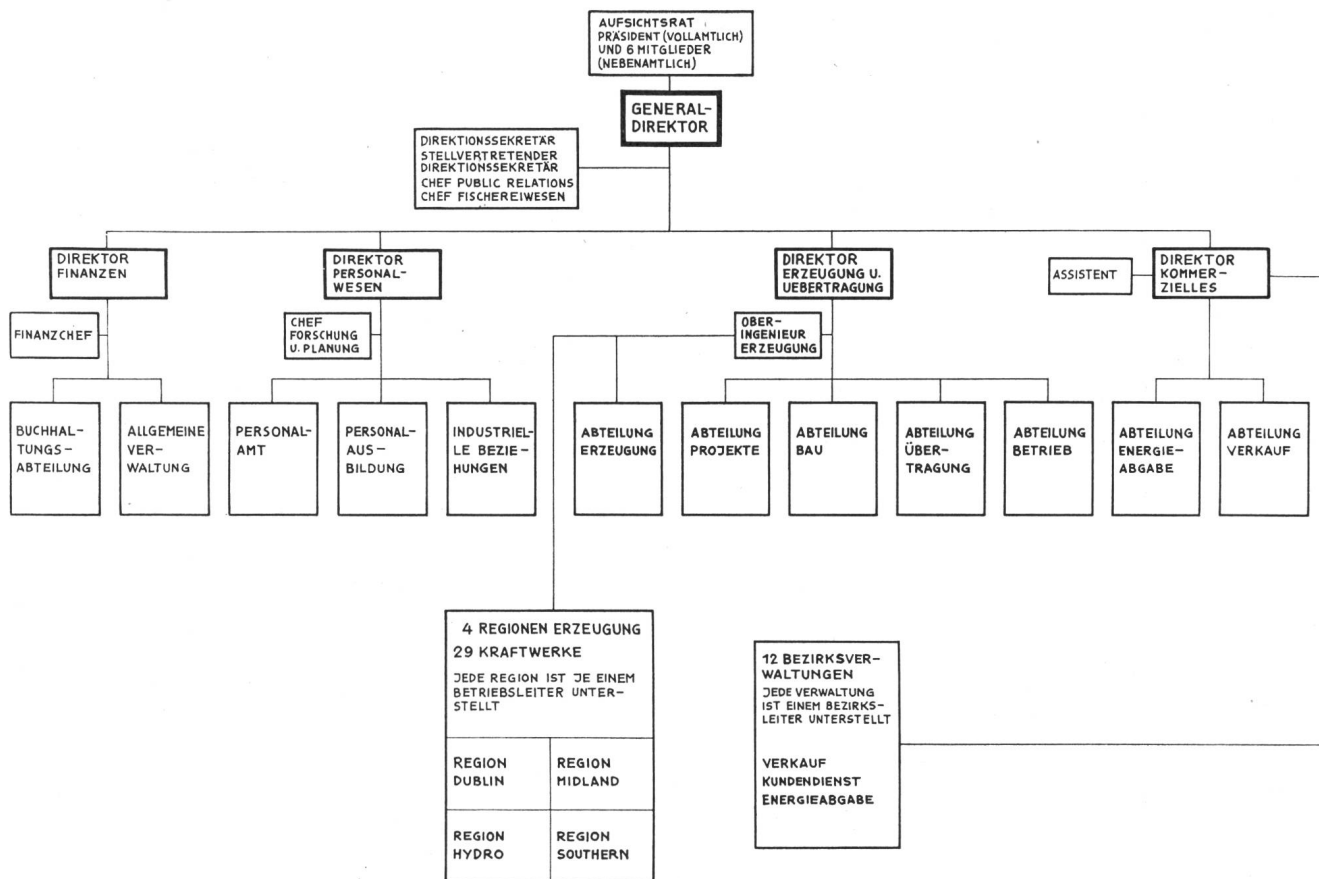 AUFSICHTSRAT
PRÄSIDENT (VOLLAMTLICH)
UND 6 MITGLIEDER
(NEBENAMTLICH)
GENERAL-
DIREKTOR
DIREKTIONSSEKRETÄR
STELLVERTRETENDER
DIREKTIONSSEKRETÄR
CHEF PUBLIC RELATIONS
CHEF FISCHEREIWESEN
DIREKTOR
FINANZEN
DIREKTOR
PERSONAL-
WESEN
DIREKTOR
ERZEUGUNG U.
UEBERTRAGUNG
ASSISTENT
DIREKTOR
KOMMER-
ZIELLES
FINANZCHEF
CHEF
FORSCHUNG
U. PLANUNG
OBER-
INGENIEUR
ERZEUGUNG
BUCHHAL-
TUNGS-
ABTEILUNG
ALLGEMEINE
VER-
WALTUNG
PERSONAL-
AMT
PERSONAL-
AUS-
BILDUNG
INDUSTRIEL-
LE BEZIE-
HUNGEN
ABTEILUNG
ERZEUGUNG
ABTEILUNG
PROJEKTE
ABTEILUNG
BAU
ABTEILUNG
ÜBER-
TRAGUNG
ABTEILUNG
BETRIEB
ABTEILUNG
ENERGIE-
ABGABE
ABTEILUNG
VERKAUF
4 REGIONEN ERZEUGUNG
29 KRAFTWERKE
JEDE REGION IST JE EINEM
BETRIEBSLEITER UNTER-
STELLT
REGION
DUBLIN
REGION
MIDLAND
REGION
HYDRO
REGION
SOUTHERN
12 BEZIRKSVER-
WALTUNGEN
JEDE VERWALTUNG
IST EINEM BEZIRKS-
LEITER UNTERSTELLT
VERKAUF
KUNDENDIENST
ENERGIEABGABE